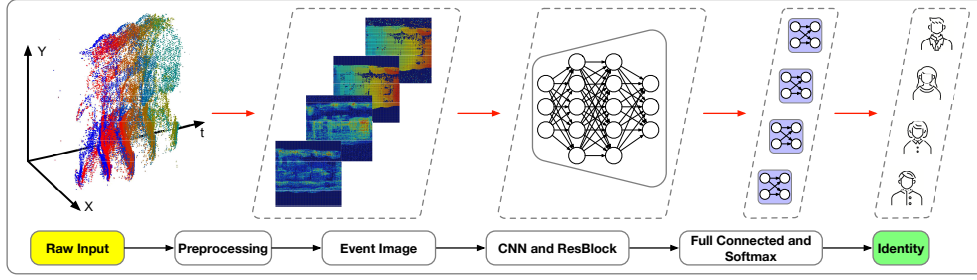 Y
t
X
Raw Input
Preprocessing
Event Image
CNN and ResBlock
Full Connected and
Softmax
Identity